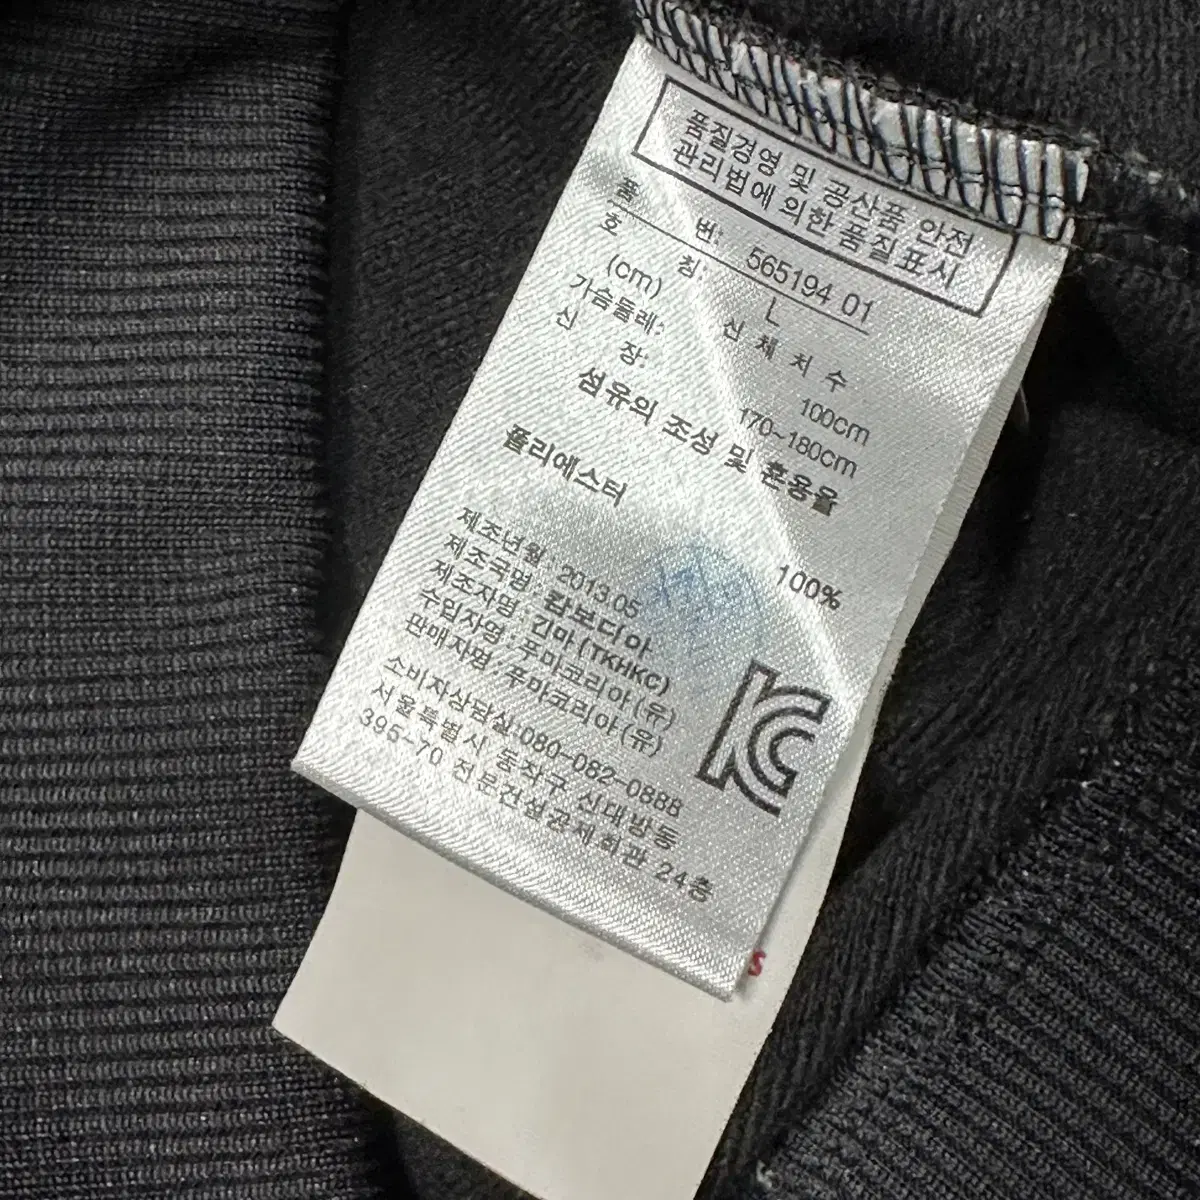 품질경영 및 공산품 안전
관리법에 의한 품질표시
품 번: 565194 01
호 칭: L
(cm) 신 체 치 수
가슴둘레: 100cm
신 장: 170~180cm
섬유의 조성 및 혼용율
폴리에스터 100%
제조년월 : 2013.05
제조국명 : 캄보디아
제조자명 : 긴마(TKHKC)
수입자명 : 푸마코리아(유)
판매자명 : 푸마코리아(유)
소비자상담실:080-082-0888
서울특별시 동작구 신대방동
395-70 전문건설공제회관 24층
KC
S